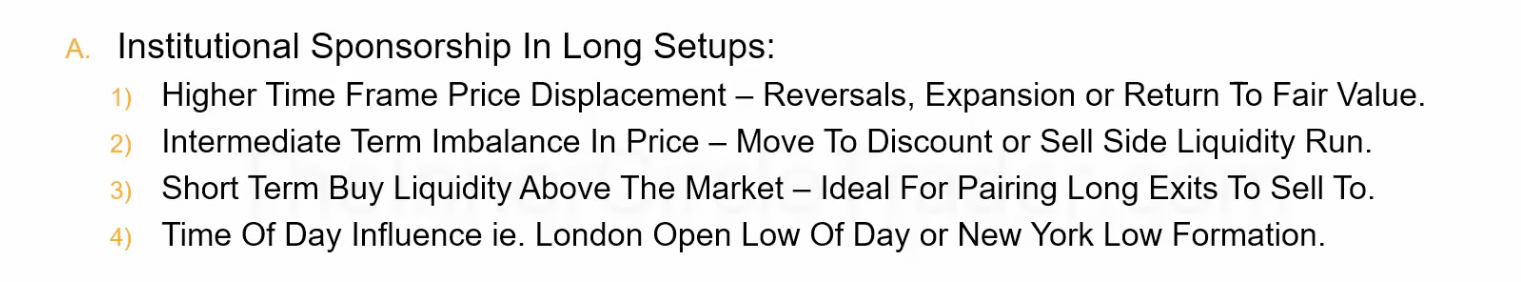 A. Institutional Sponsorship In Long Setups:
1) Higher Time Frame Price Displacement – Reversals, Expansion or Return To Fair Value.
2) Intermediate Term Imbalance In Price – Move To Discount or Sell Side Liquidity Run.
3) Short Term Buy Liquidity Above The Market – Ideal For Pairing Long Exits To Sell To.
4) Time Of Day Influence ie. London Open Low Of Day or New York Low Formation.